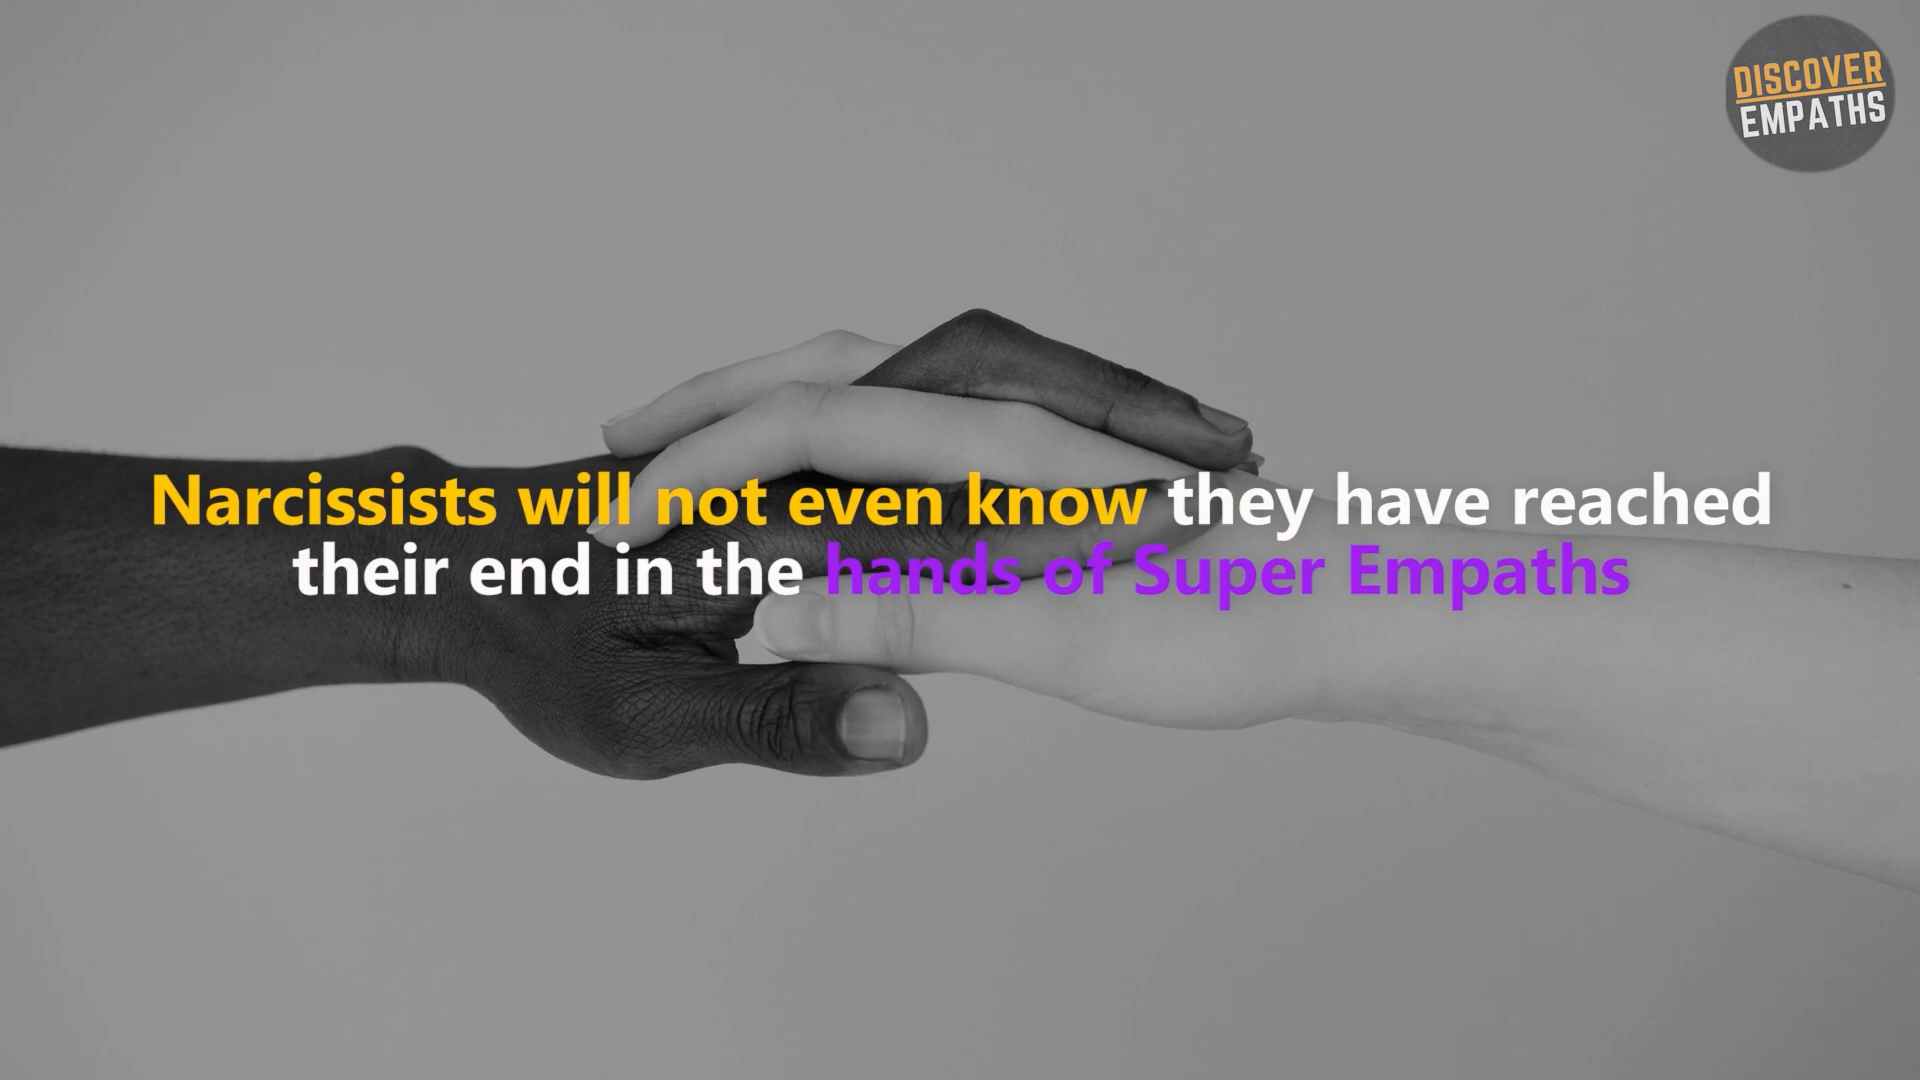 DISCOVER
EMPATHS
Narcissists will not even know they have reached
their end in the hands of Super Empaths